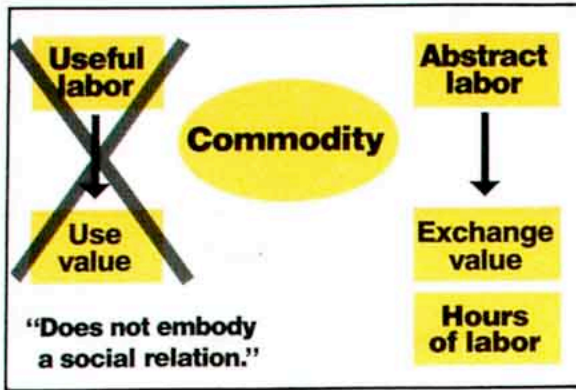 Useful
labor
Use
value
“Does not embody
a social relation.”
Commodity
Abstract
labor
Exchange
value
Hours
of labor